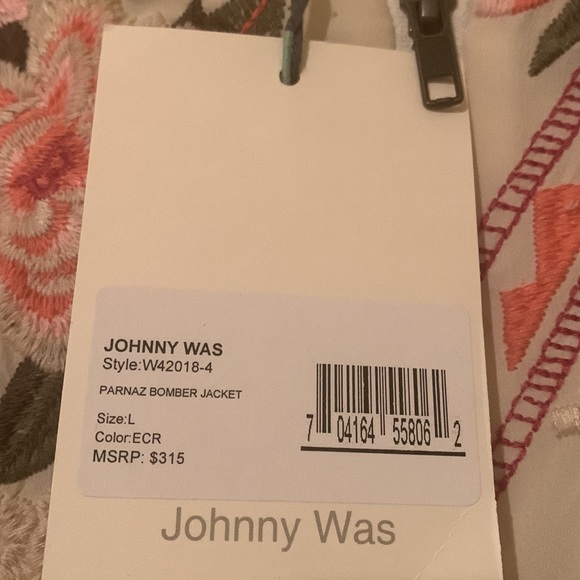 JOHNNY WAS
Style:W42018-4
PARNAZ BOMBER JACKET
Size:L
Color:ECR
MSRP: $315
7 04164 55806 2
Johnny Was